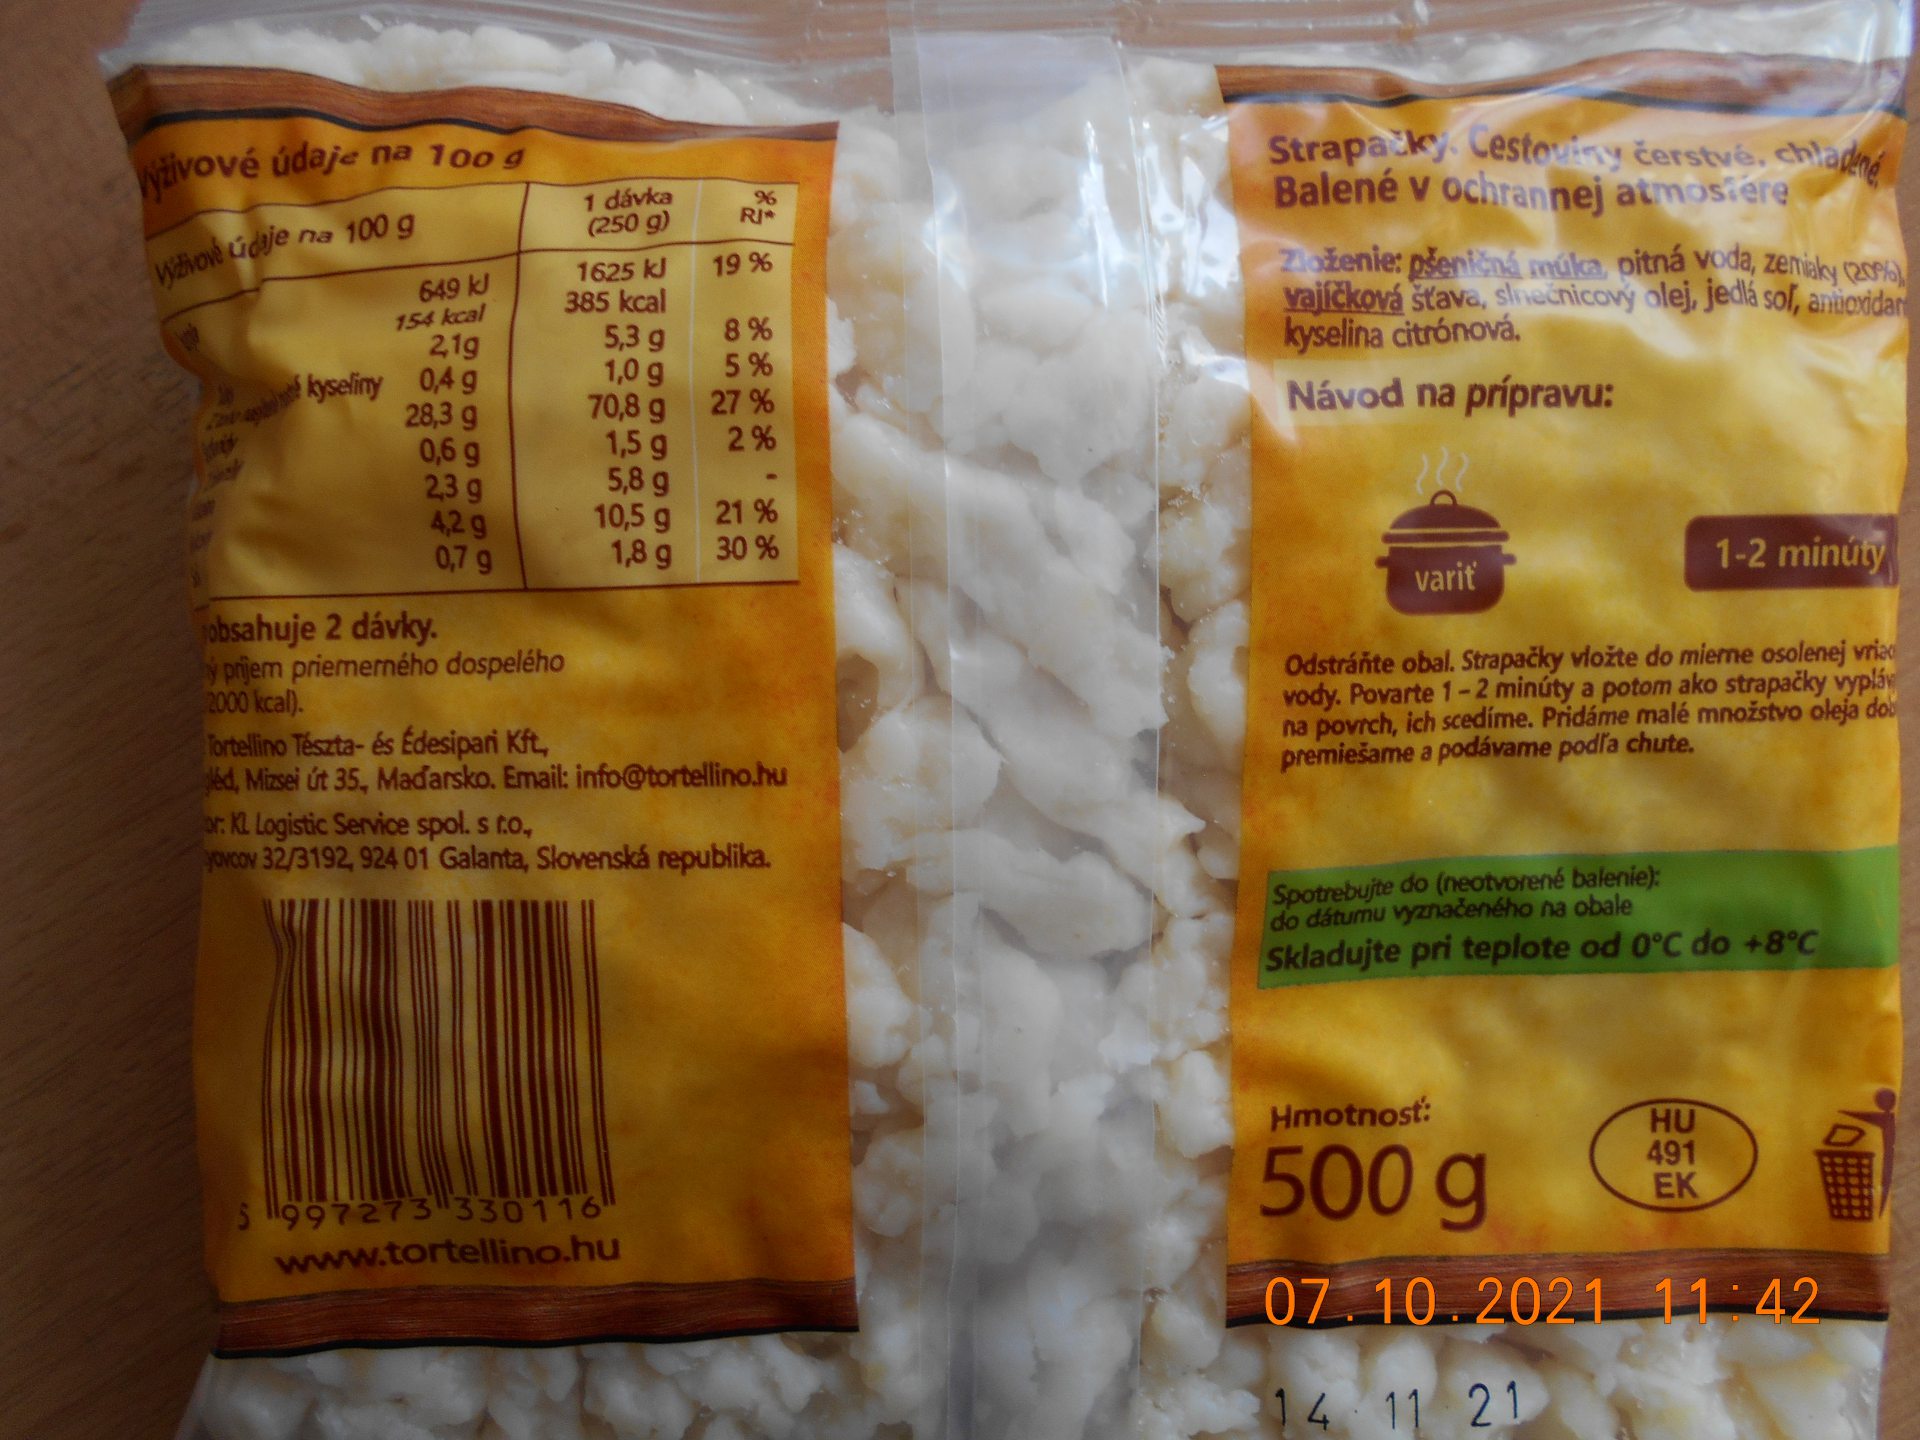 Výživové údaje na 100 g
Výživové údaje na 100 g
1 dávka
(250 g)
%
RI*
649 kJ 1625 kJ 19 %
154 kcal 385 kcal
2,1g 5,3 g 8 %
kyseliny 0,4 g 1,0 g 5 %
28,3 g 70,8 g 27 %
0,6 g 1,5 g 2 %
2,3 g 5,8 g -
4,2 g 10,5 g 21 %
0,7 g 1,8 g 30 %
obsahuje 2 dávky.
príjem priemerného dospelého
2000 kcal).
Tortellino Tészta- és Édesipari Kft.,
Mizsei út 35., Maďarsko. Email: info@tortellino.hu
KL Logistic Service spol. s r.o.,
32/3192, 924 01 Galanta, Slovenská republika.
5 997273 330116
www.tortellino.hu
Strapačky. Cestoviny čerstvé, chladené.
Balené v ochrannej atmosfére
Zloženie: pšeničná múka, pitná voda, zemiaky (20%),
vajíčková šťava, slnečnicový olej, jedlá soľ, antioxidan
kyselina citrónová.
Návod na prípravu:
variť
1-2 minúty
Odstráňte obal. Strapačky vložte do mierne osolenej vriac
vody. Povarte 1 - 2 minúty a potom ako strapačky vypláv
na povrch, ich scedíme. Pridáme malé množstvo oleja dob
premiešame a podávame podľa chute.
Spotrebujte do (neotvorené balenie):
do dátumu vyznačeného na obale
Skladujte pri teplote od 0°C do +8°C
Hmotnosť:
500 g
HU
491
EK
07.10.2021 11:42
14 11 21